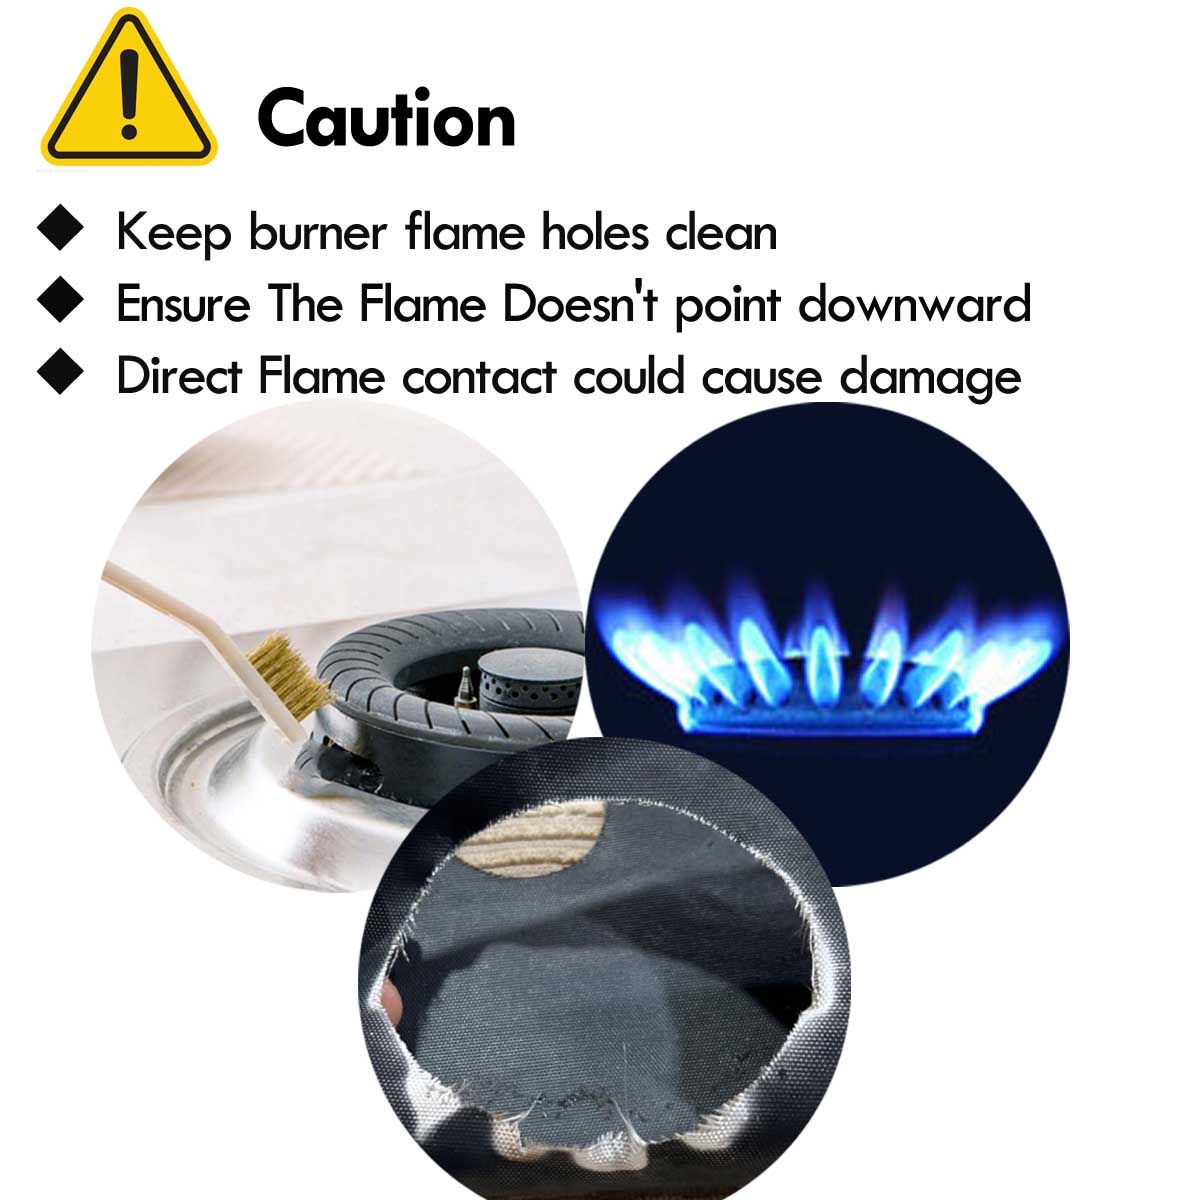 Caution
Keep burner flame holes clean
Ensure The Flame Doesn't point downward
Direct Flame contact could cause damage